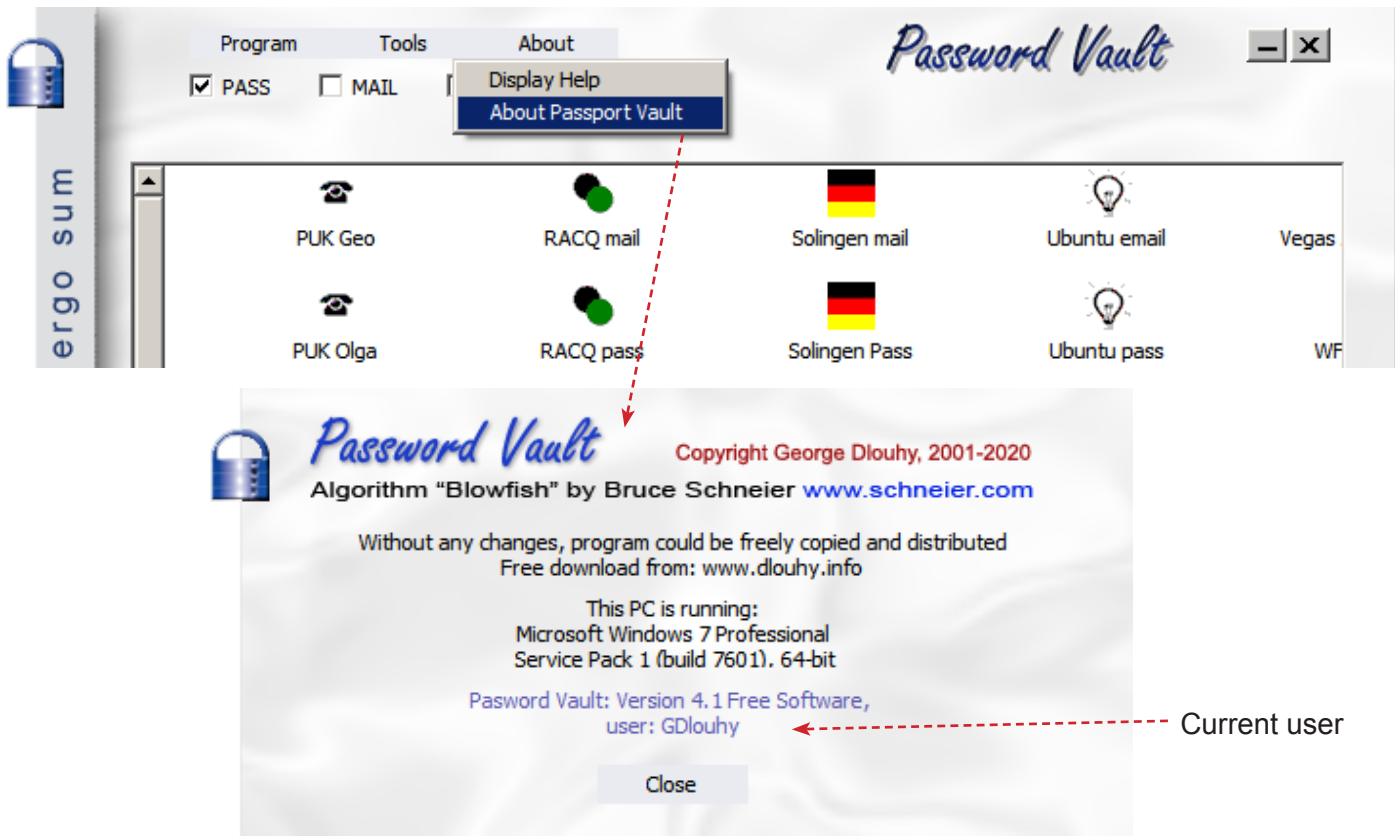 Program Tools About
Password Vault
PASS MAIL
Display Help
About Passport Vault
ergo sum
PUK Geo RACQ mail Solingen mail Ubuntu email Vegas
PUK Olga RACQ pass Solingen Pass Ubuntu pass WF
Password Vault Copyright George Dlouhy, 2001-2020
Algorithm “Blowfish” by Bruce Schneier www.schneier.com
Without any changes, program could be freely copied and distributed
Free download from: www.dlouhy.info
This PC is running:
Microsoft Windows 7 Professional
Service Pack 1 (build 7601). 64-bit
Pasword Vault: Version 4.1 Free Software,
user: GDlouhy
Current user
Close